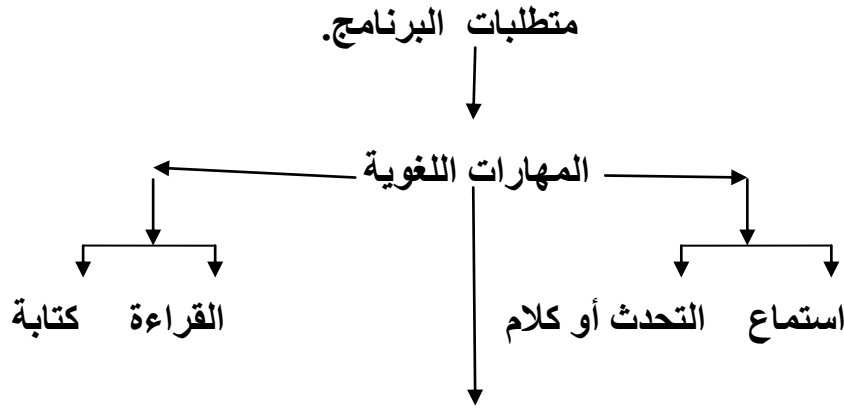 متطلبات البرنامج.
المهارات اللغوية
استماع التحدث أو كلام القراءة كتابة